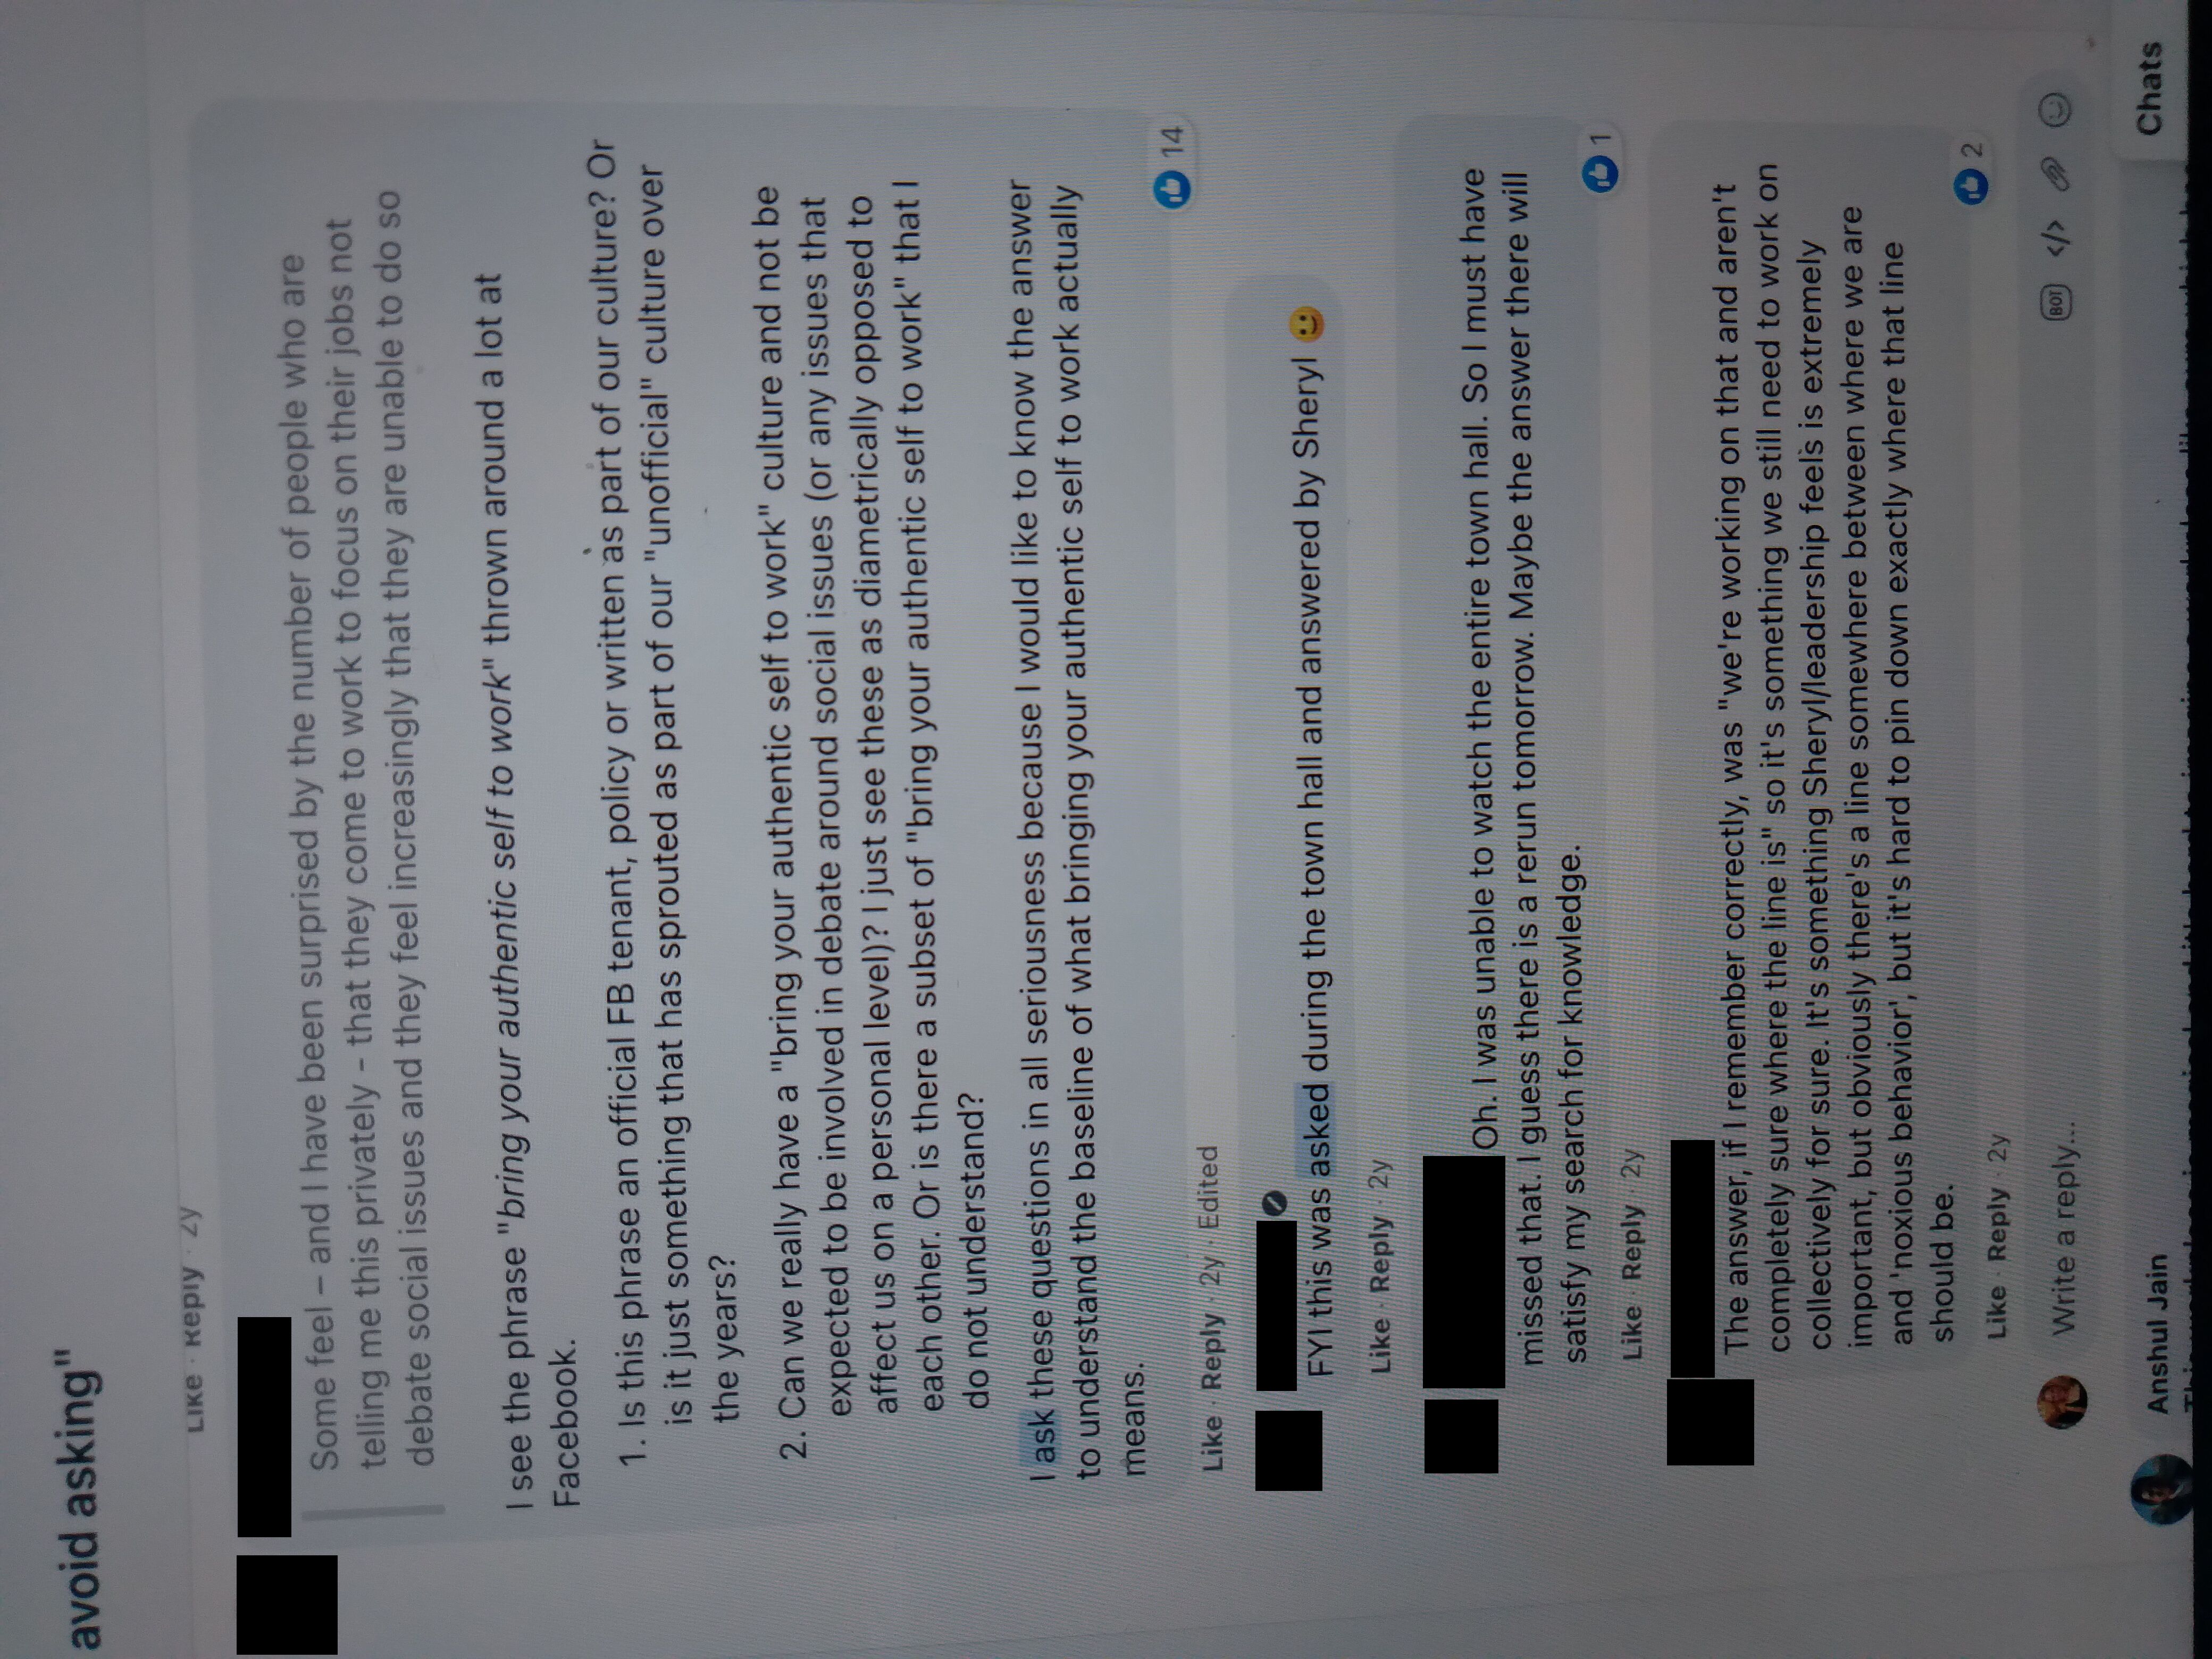 avoid asking"
Like · Reply · 2y
Some feel – and I have been surprised by the number of people who are
telling me this privately – that they come to work to focus on their jobs not
debate social issues and they feel increasingly that they are unable to do so
I see the phrase "bring your authentic self to work" thrown around a lot at
Facebook.
1. Is this phrase an official FB tenant, policy or written as part of our culture? Or
is it just something that has sprouted as part of our "unofficial" culture over
the years?
2. Can we really have a "bring your authentic self to work" culture and not be
expected to be involved in debate around social issues (or any issues that
affect us on a personal level)? I just see these as diametrically opposed to
each other. Or is there a subset of "bring your authentic self to work" that I
do not understand?
I ask these questions in all seriousness because I would like to know the answer
to understand the baseline of what bringing your authentic self to work actually
means.
14
Like · Reply · 2y · Edited
FYI this was asked during the town hall and answered by Sheryl 🙂
Like · Reply · 2y
Oh. I was unable to watch the entire town hall. So I must have
missed that. I guess there is a rerun tomorrow. Maybe the answer there will
satisfy my search for knowledge.
1
Like · Reply · 2y
The answer, if I remember correctly, was "we're working on that and aren't
completely sure where the line is" so it's something we still need to work on
collectively for sure. It's something Sheryl/leadership feels is extremely
important, but obviously there's a line somewhere between where we are
and 'noxious behavior', but it's hard to pin down exactly where that line
should be.
2
Like · Reply · 2y
Write a reply...
BOT </>
Anshul Jain
Chats